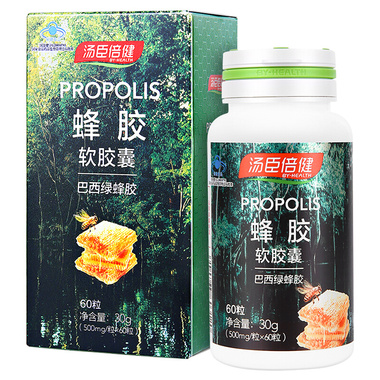 汤臣倍健
BY-HEALTH
PROPOLIS
蜂胶
软胶囊
巴西绿蜂胶
60粒
净含量：30g
(500mg/粒×60粒)
汤臣倍健
BY-HEALTH
PROPOLIS
蜂胶
软胶囊
巴西绿蜂胶
60粒
净含量：30g
(500mg/粒×60粒)